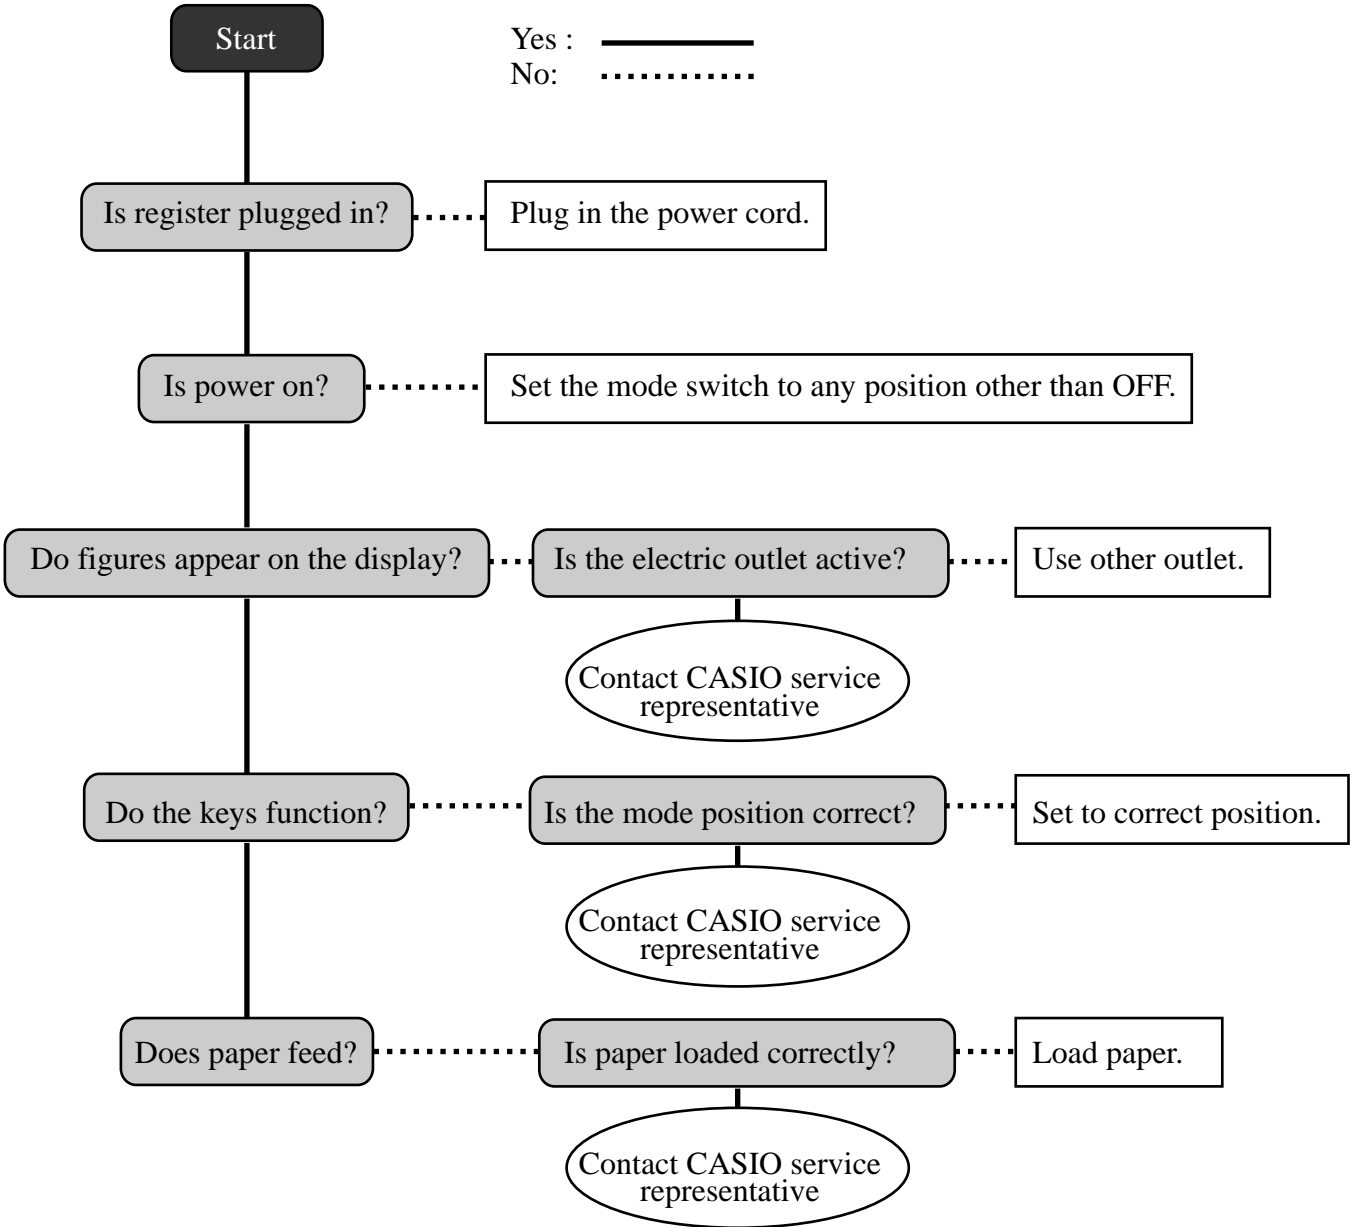 Start
Yes :
No:
Is register plugged in?
Plug in the power cord.
Is power on?
Set the mode switch to any position other than OFF.
Do figures appear on the display?
Is the electric outlet active?
Use other outlet.
Contact CASIO service
representative
Do the keys function?
Is the mode position correct?
Set to correct position.
Contact CASIO service
representative
Does paper feed?
Is paper loaded correctly?
Load paper.
Contact CASIO service
representative